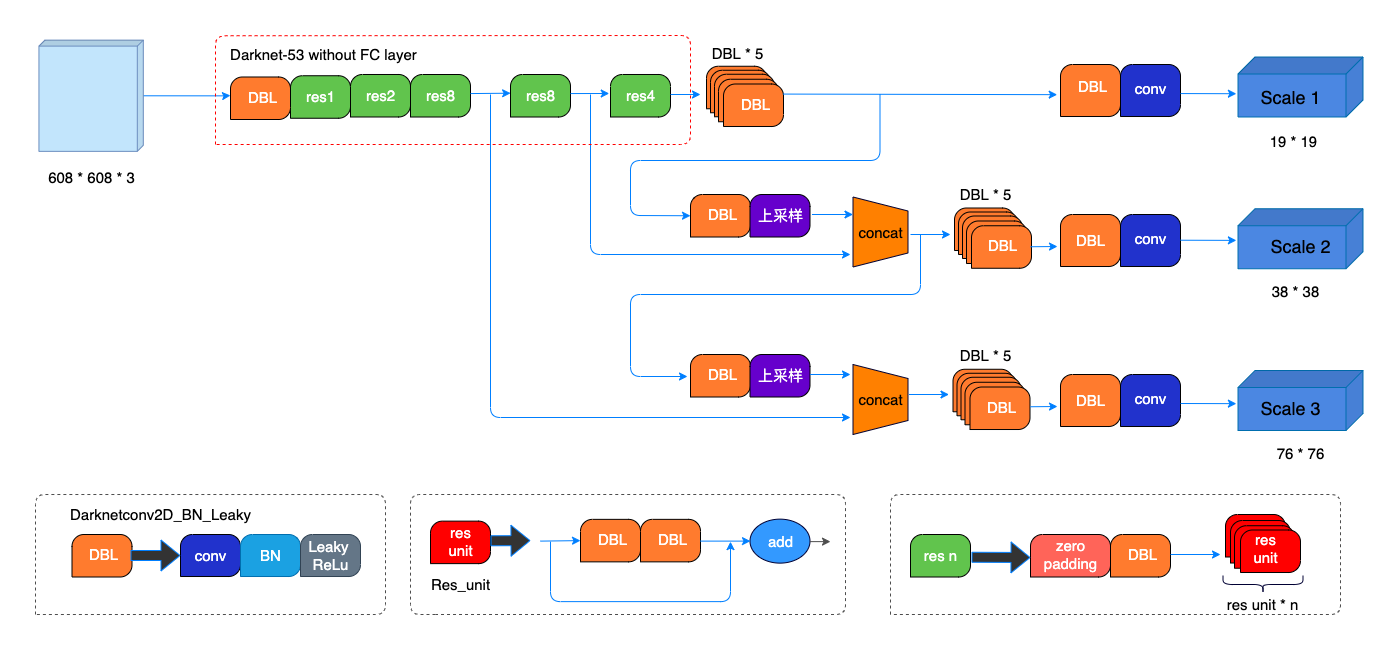 Darknet-53 without FC layer
DBL * 5
DBL
res1
res2
res8
res8
res4
DBL
DBL
conv
Scale 1
608 * 608 * 3
19 * 19
DBL * 5
DBL
上采样
concat
DBL
DBL
conv
Scale 2
38 * 38
DBL * 5
DBL
上采样
concat
DBL
DBL
conv
Scale 3
76 * 76
Darknetconv2D_BN_Leaky
DBL
conv
BN
Leaky
ReLu
res
unit
DBL
DBL
add
Res_unit
res n
zero
padding
DBL
res
unit
res unit * n